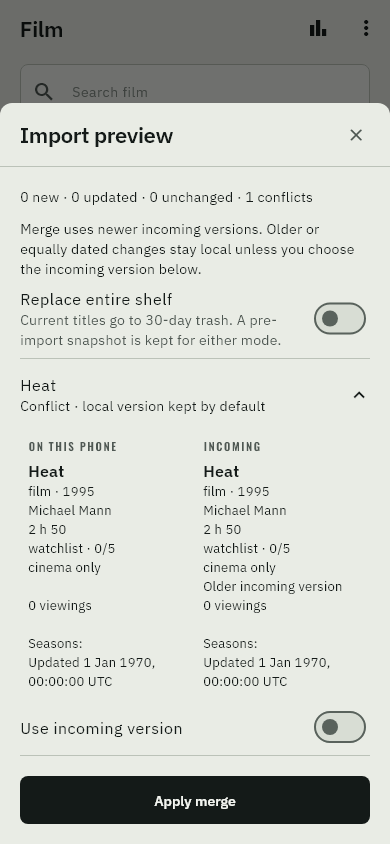 Film
Search film
Import preview
0 new · 0 updated · 0 unchanged · 1 conflicts
Merge uses newer incoming versions. Older or
equally dated changes stay local unless you choose
the incoming version below.
Replace entire shelf
Current titles go to 30-day trash. A pre-
import snapshot is kept for either mode.
Heat
Conflict · local version kept by default
ON THIS PHONE
Heat
film · 1995
Michael Mann
2 h 50
watchlist · 0/5
cinema only
0 viewings
Seasons:
Updated 1 Jan 1970,
00:00:00 UTC
INCOMING
Heat
film · 1995
Michael Mann
2 h 50
watchlist · 0/5
cinema only
Older incoming version
0 viewings
Seasons:
Updated 1 Jan 1970,
00:00:00 UTC
Use incoming version
Apply merge